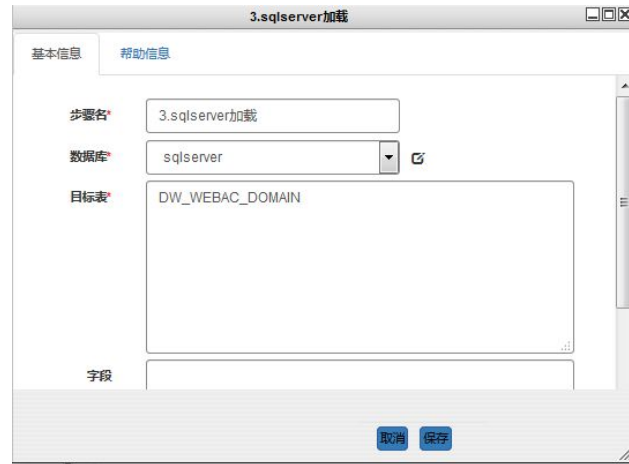 3.sqlserver加载
基本信息 帮助信息
步骤名* 3.sqlserver加载
数据库* sqlserver
目标表* DW_WEBAC_DOMAIN
字段
取消 保存